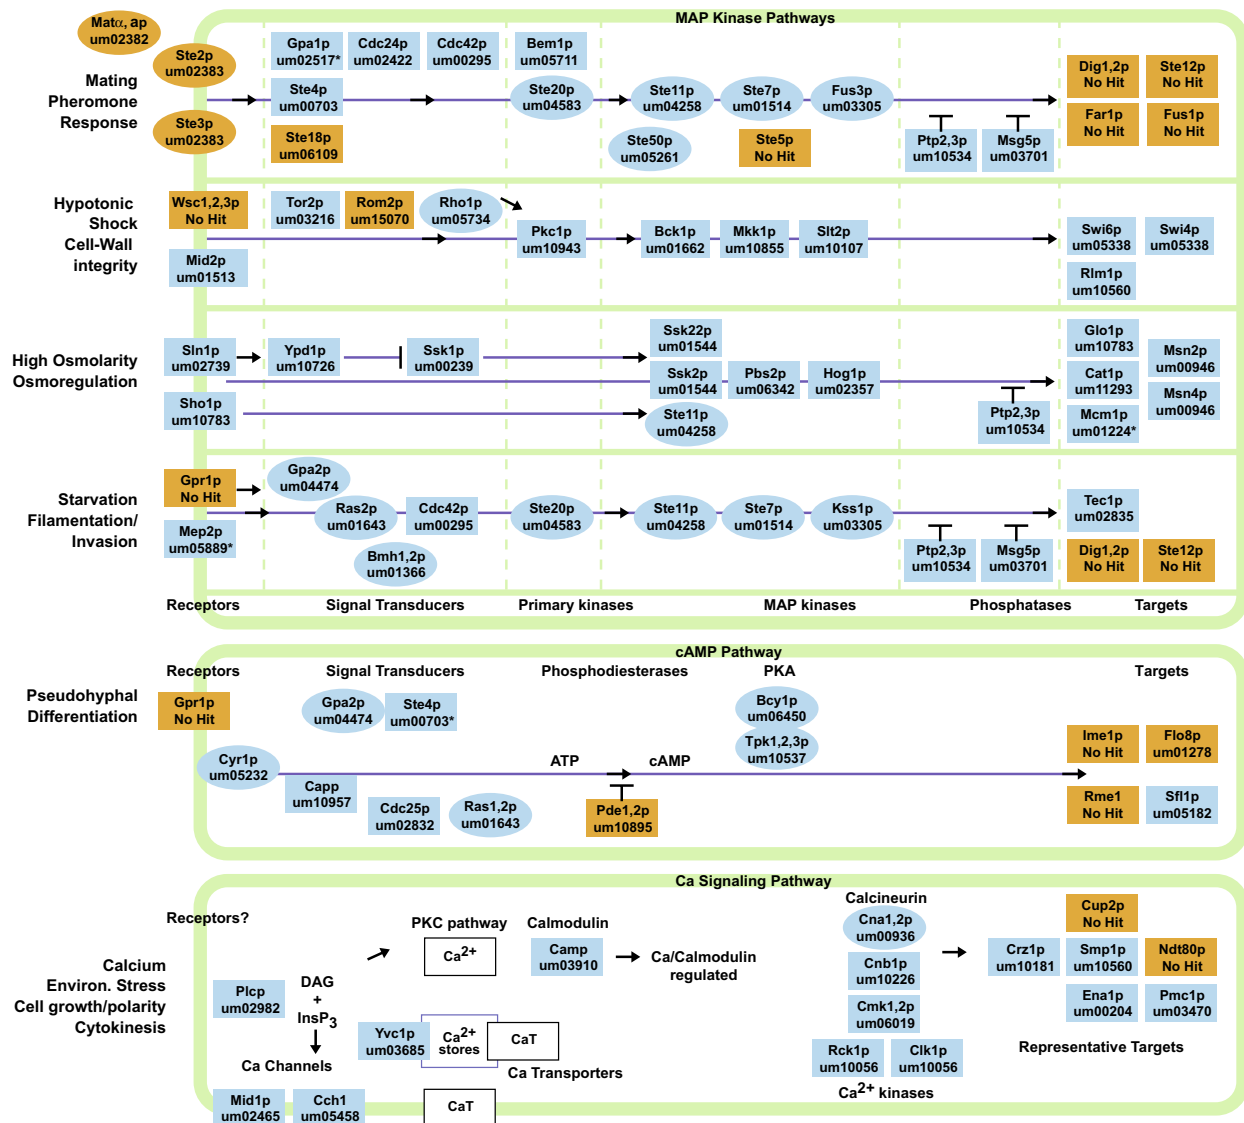 MAP Kinase Pathways
Matα, ap
um02382
Ste2p
um02383
Mating
Pheromone
Response
Ste3p
um02383
Gpa1p
um02517*
Cdc24p
um02422
Cdc42p
um00295
Bem1p
um05711
Ste4p
um00703
Ste20p
um04583
Ste11p
um04258
Ste7p
um01514
Fus3p
um03305
Ste18p
um06109
Ste50p
um05261
Ste5p
No Hit
Ptp2,3p
um10534
Msg5p
um03701
Dig1,2p
No Hit
Ste12p
No Hit
Far1p
No Hit
Fus1p
No Hit
Hypotonic
Shock
Cell-Wall
integrity
Wsc1,2,3p
No Hit
Mid2p
um01513
Tor2p
um03216
Rom2p
um15070
Rho1p
um05734
Pkc1p
um10943
Bck1p
um01662
Mkk1p
um10855
Slt2p
um10107
Swi6p
um05338
Swi4p
um05338
Rlm1p
um10560
High Osmolarity
Osmoregulation
Sln1p
um02739
Ypd1p
um10726
Ssk1p
um00239
Ssk22p
um01544
Ssk2p
um01544
Pbs2p
um06342
Hog1p
um02357
Sho1p
um10783
Ste11p
um04258
Ptp2,3p
um10534
Glo1p
um10783
Msn2p
um00946
Cat1p
um11293
Msn4p
um00946
Mcm1p
um01224*
Starvation
Filamentation/
Invasion
Gpr1p
No Hit
Mep2p
um05889*
Gpa2p
um04474
Ras2p
um01643
Cdc42p
um00295
Bmh1,2p
um01366
Ste20p
um04583
Ste11p
um04258
Ste7p
um01514
Kss1p
um03305
Ptp2,3p
um10534
Msg5p
um03701
Tec1p
um02835
Dig1,2p
No Hit
Ste12p
No Hit
Receptors
Signal Transducers
Primary kinases
MAP kinases
Phosphatases
Targets
cAMP Pathway
Receptors
Signal Transducers
Phosphodiesterases
PKA
Targets
Pseudohyphal
Differentiation
Gpr1p
No Hit
Gpa2p
um04474
Ste4p
um00703*
Bcy1p
um06450
Tpk1,2,3p
um10537
Cyr1p
um05232
Capp
um10957
Cdc25p
um02832
Ras1,2p
um01643
ATP
cAMP
Pde1,2p
um10895
Ime1p
No Hit
Flo8p
um01278
Rme1
No Hit
Sfl1p
um05182
Ca Signaling Pathway
Receptors?
Calcium
Environ. Stress
Cell growth/polarity
Cytokinesis
Plcp
um02982
DAG
+
InsP3
PKC pathway
Ca2+
Calmodulin
Camp
um03910
Ca/Calmodulin
regulated
Yvc1p
um03685
Ca2+
stores
CaT
Ca Transporters
Ca Channels
Mid1p
um02465
Cch1
um05458
CaT
Calcineurin
Cna1,2p
um00936
Cnb1p
um10226
Cmk1,2p
um06019
Rck1p
um10056
Clk1p
um10056
Ca2+ kinases
Cup2p
No Hit
Crz1p
um10181
Smp1p
um10560
Ndt80p
No Hit
Ena1p
um00204
Pmc1p
um03470
Representative Targets